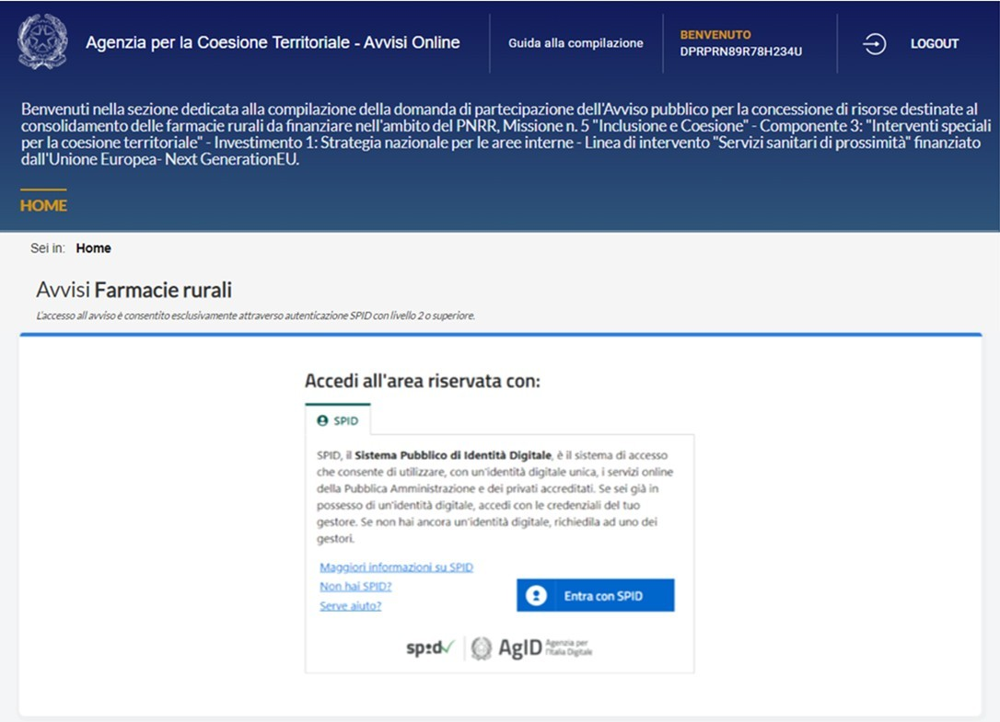 Agenzia per la Coesione Territoriale - Avvisi Online
Guida alla compilazione
BENVENUTO
DPRPRN89R78H234U
LOGOUT
Benvenuti nella sezione dedicata alla compilazione della domanda di partecipazione dell'Avviso pubblico per la concessione di risorse destinate al
consolidamento delle farmacie rurali da finanziare nell'ambito del PNRR, Missione n. 5 "Inclusione e Coesione" - Componente 3: "Interventi speciali
per la coesione territoriale" - Investimento 1: Strategia nazionale per le aree interne - Linea di intervento "Servizi sanitari di prossimità" finanziato
dall'Unione Europea- Next GenerationEU.
HOME
Sei in: Home
Avvisi Farmacie rurali
L'accesso all avviso è consentito esclusivamente attraverso autenticazione SPID con livello 2 o superiore.
Accedi all'area riservata con:
SPID
SPID, il Sistema Pubblico di Identità Digitale, è il sistema di accesso
che consente di utilizzare, con un'identità digitale unica, i servizi online
della Pubblica Amministrazione e dei privati accreditati. Se sei già in
possesso di un'identità digitale, accedi con le credenziali del tuo
gestore. Se non hai ancora un'identità digitale, richiedila ad uno dei
gestori.
Maggiori informazioni su SPID
Non hai SPID?
Serve aiuto?
Entra con SPID
spid
AgID
Agenzia per
l'Italia Digitale